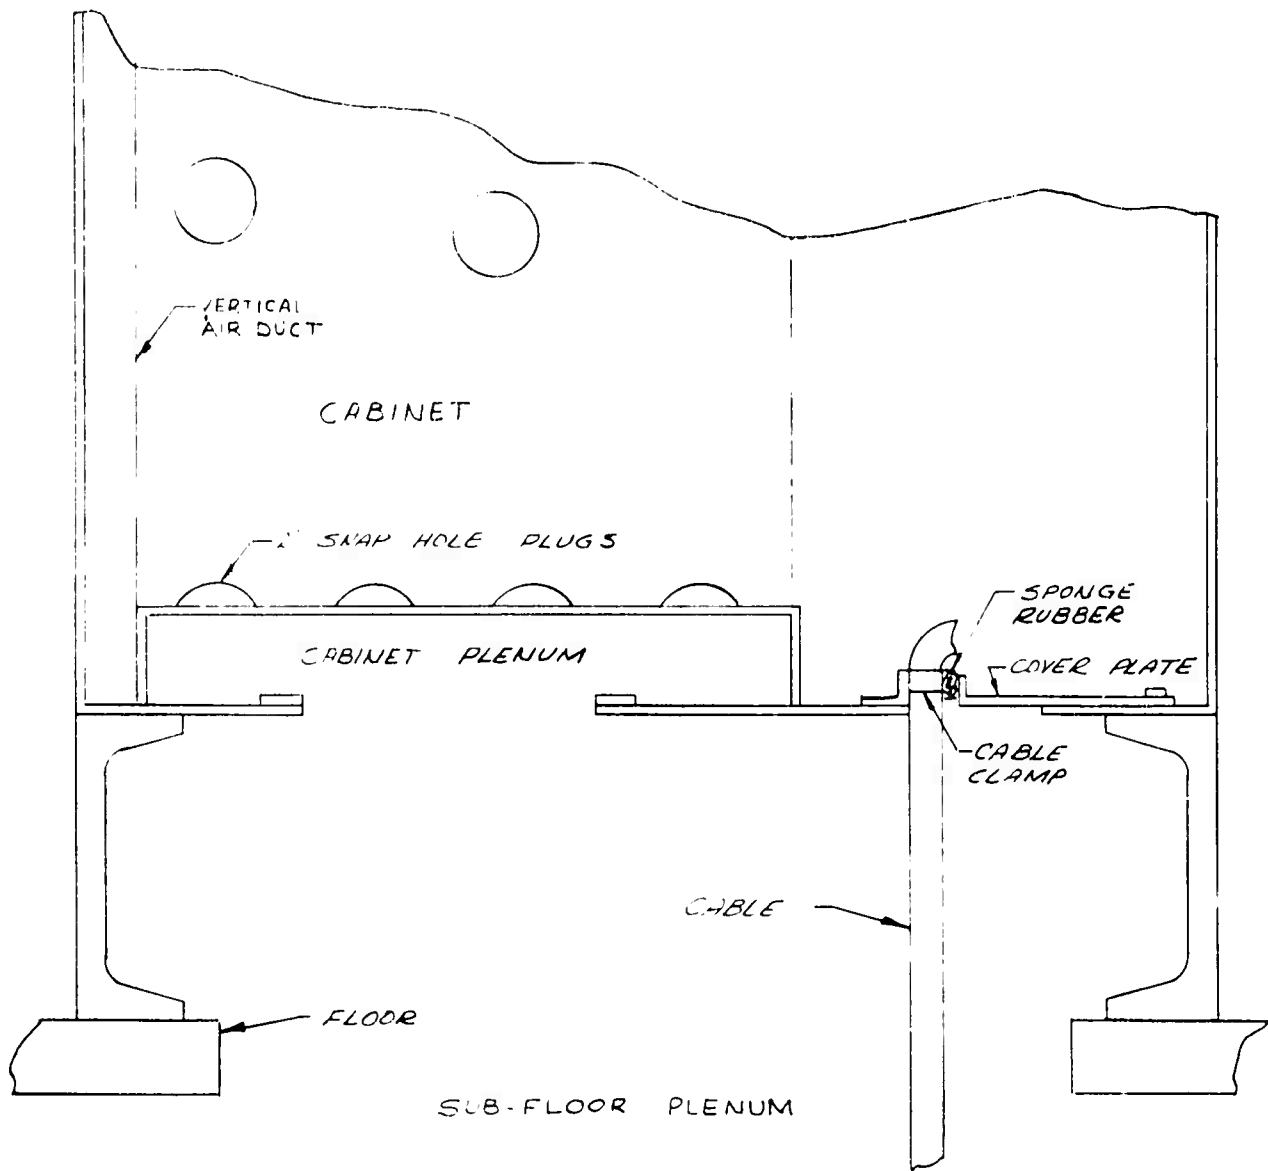 VERTICAL
AIR DUCT
CABINET
SNAP HOLE PLUGS
SPONGE
RUBBER
CABINET PLENUM
COVER PLATE
CABLE
CLAMP
CABLE
FLOOR
SUB-FLOOR PLENUM